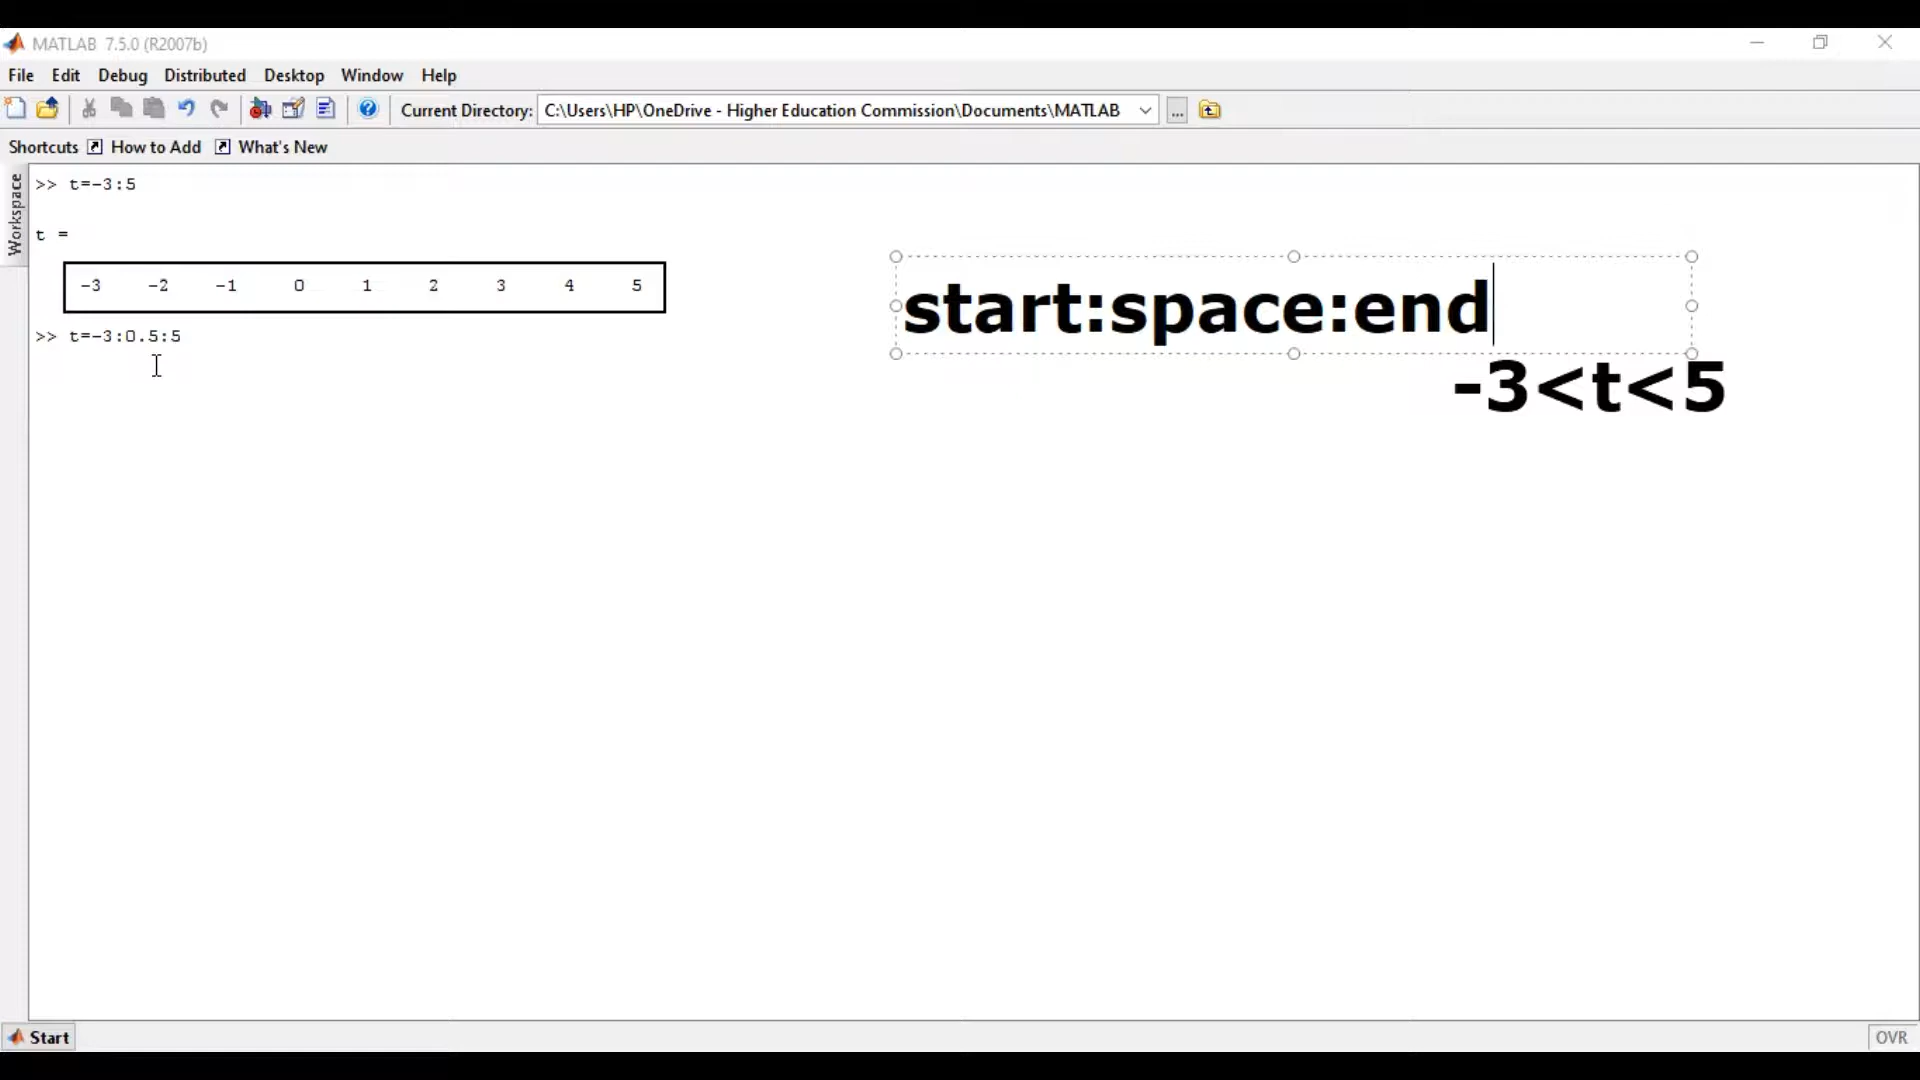 MATLAB 7.5.0 (R2007b)
File Edit Debug Distributed Desktop Window Help
Current Directory: C:\Users\HP\OneDrive - Higher Education Commission\Documents\MATLAB ...
Shortcuts How to Add What's New
Workspace
>> t=-3:5
t =
-3 -2 -1 0 1 2 3 4 5
>> t=-3:0.5:5
start:space:end
-3<t<5
Start
OVR